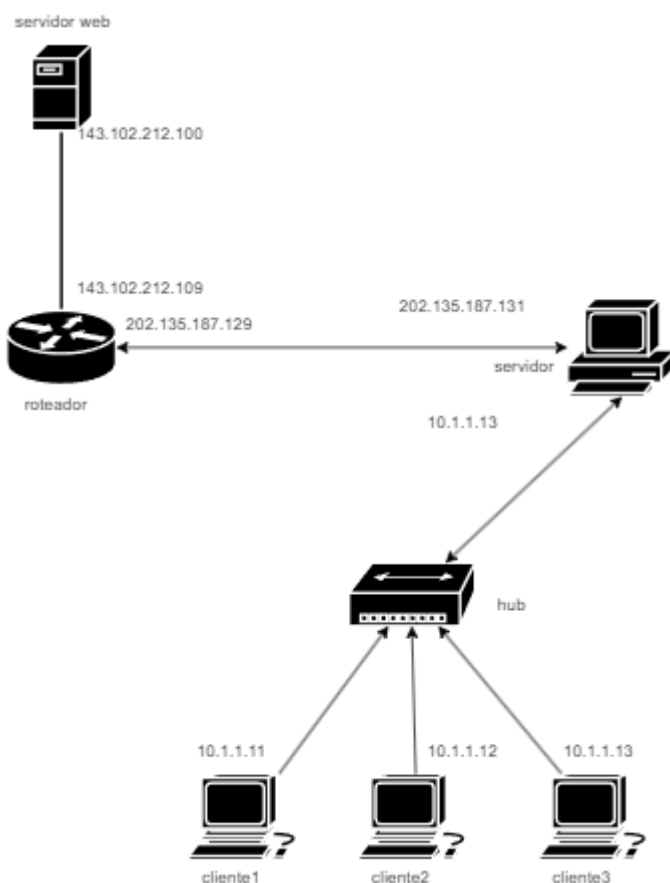 servidor web
143.102.212.100
143.102.212.109
202.135.187.129
202.135.187.131
servidor
roteador
10.1.1.13
hub
10.1.1.11
10.1.1.12
10.1.1.13
cliente1
cliente2
cliente3